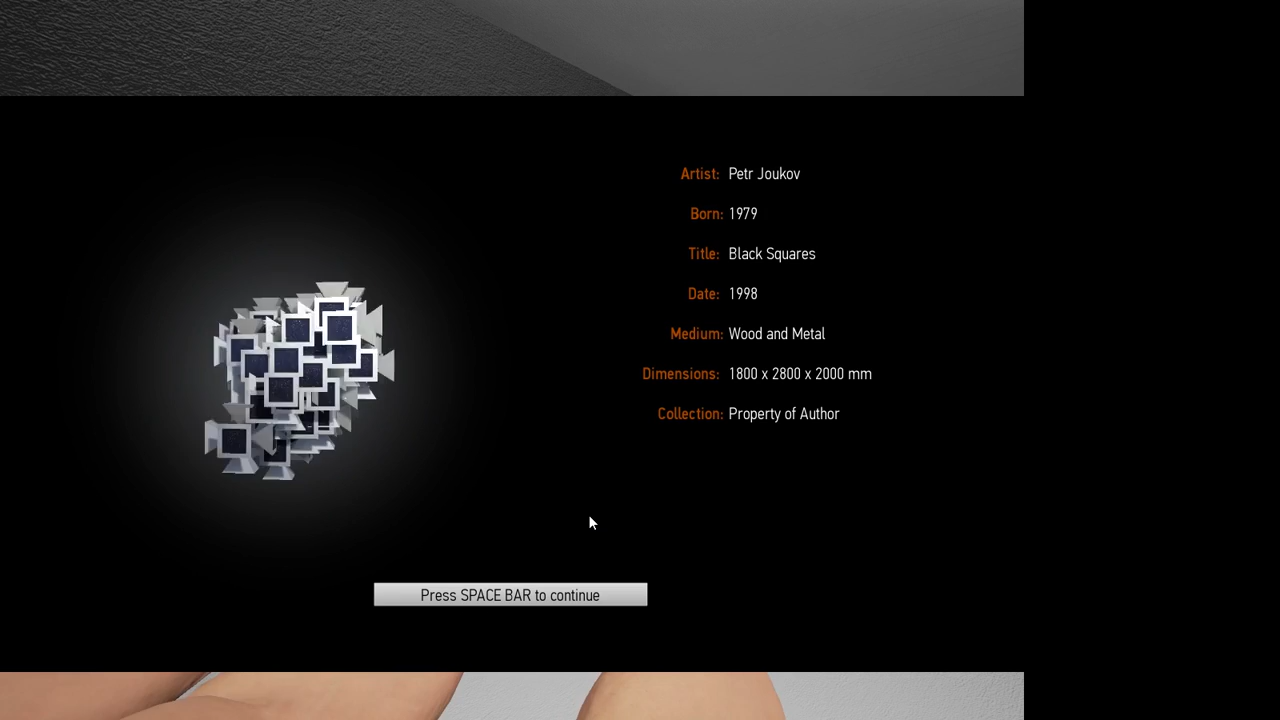 Artist: Petr Joukov
Born: 1979
Title: Black Squares
Date: 1998
Medium: Wood and Metal
Dimensions: 1800 x 2800 x 2000 mm
Collection: Property of Author
Press SPACE BAR to continue